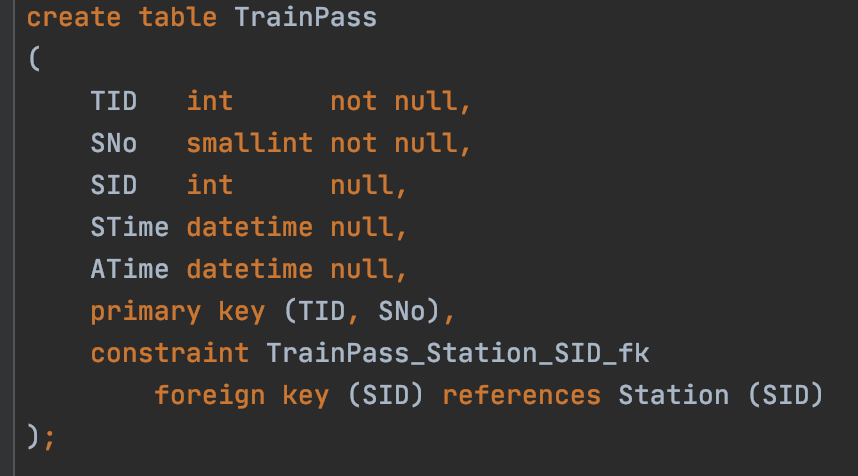 create table TrainPass
(
    TID   int      not null,
    SNo   smallint not null,
    SID   int      null,
    STime datetime null,
    ATime datetime null,
    primary key (TID, SNo),
    constraint TrainPass_Station_SID_fk
        foreign key (SID) references Station (SID)
);